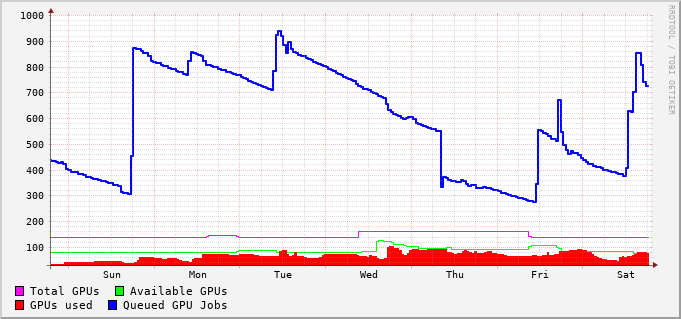 1000
900
800
700
600
500
400
300
200
100
Sun Mon Tue Wed Thu Fri Sat
Total GPUs Available GPUs
GPUs used Queued GPU Jobs
RRDTOOL / TOBI OETIKER